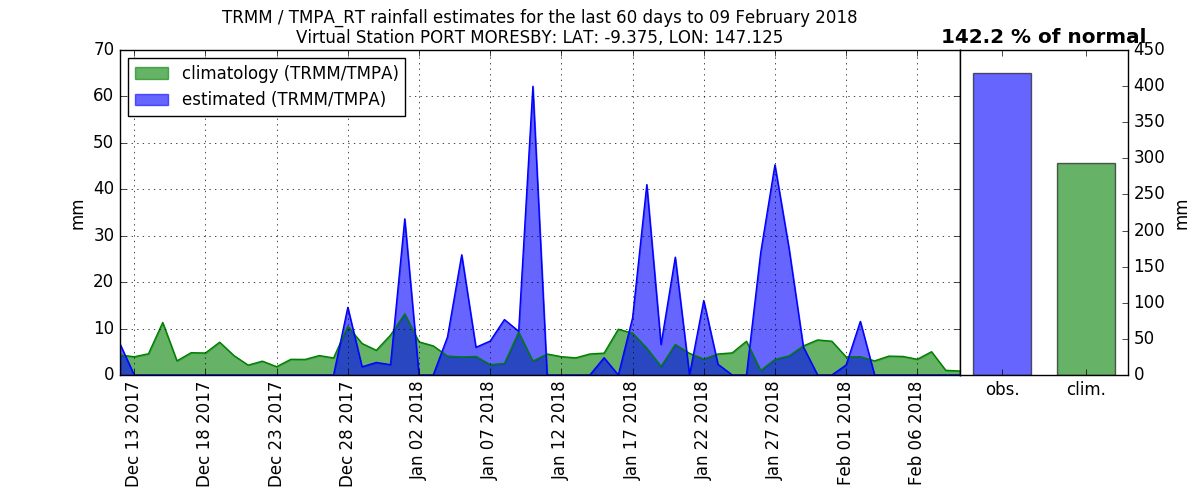 TRMM / TMPA_RT rainfall estimates for the last 60 days to 09 February 2018
Virtual Station PORT MORESBY: LAT: -9.375, LON: 147.125
142.2 % of normal
climatology (TRMM/TMPA)
estimated (TRMM/TMPA)
70
60
50
40
30
20
10
0
mm
Dec 13 2017
Dec 18 2017
Dec 23 2017
Dec 28 2017
Jan 02 2018
Jan 07 2018
Jan 12 2018
Jan 17 2018
Jan 22 2018
Jan 27 2018
Feb 01 2018
Feb 06 2018
450
400
350
300
250
200
150
100
50
0
mm
obs.
clim.